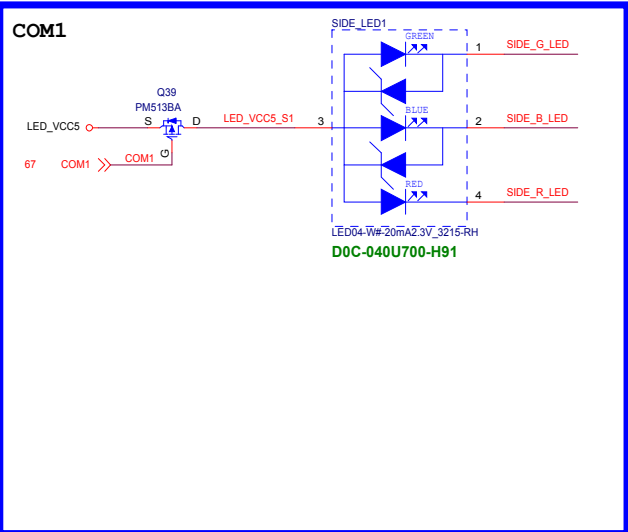 COM1
SIDE_LED1
GREEN
1
SIDE_G_LED
Q39
PM513BA
LED_VCC5
S
D
LED_VCC5_S1
3
BLUE
2
SIDE_B_LED
G
67
COM1
COM1
RED
4
SIDE_R_LED
LED04-W#-20mA2.3V_3215-RH
D0C-040U700-H91